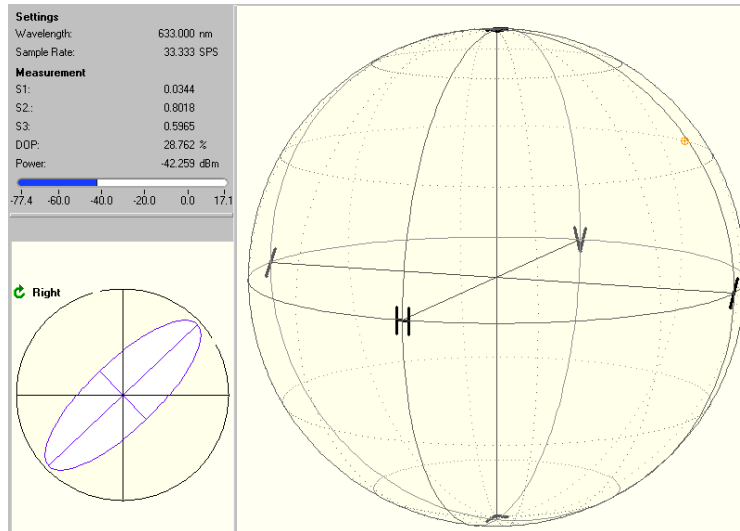 Settings
Wavelength: 633.000 nm
Sample Rate: 33.333 SPS
Measurement
S1: 0.0344
S2.: 0.8018
S3: 0.5965
DOP: 28.762 %
Power: -42.259 dBm
-77.4 -60.0 -40.0 -20.0 0.0 17.1
Right
V
H